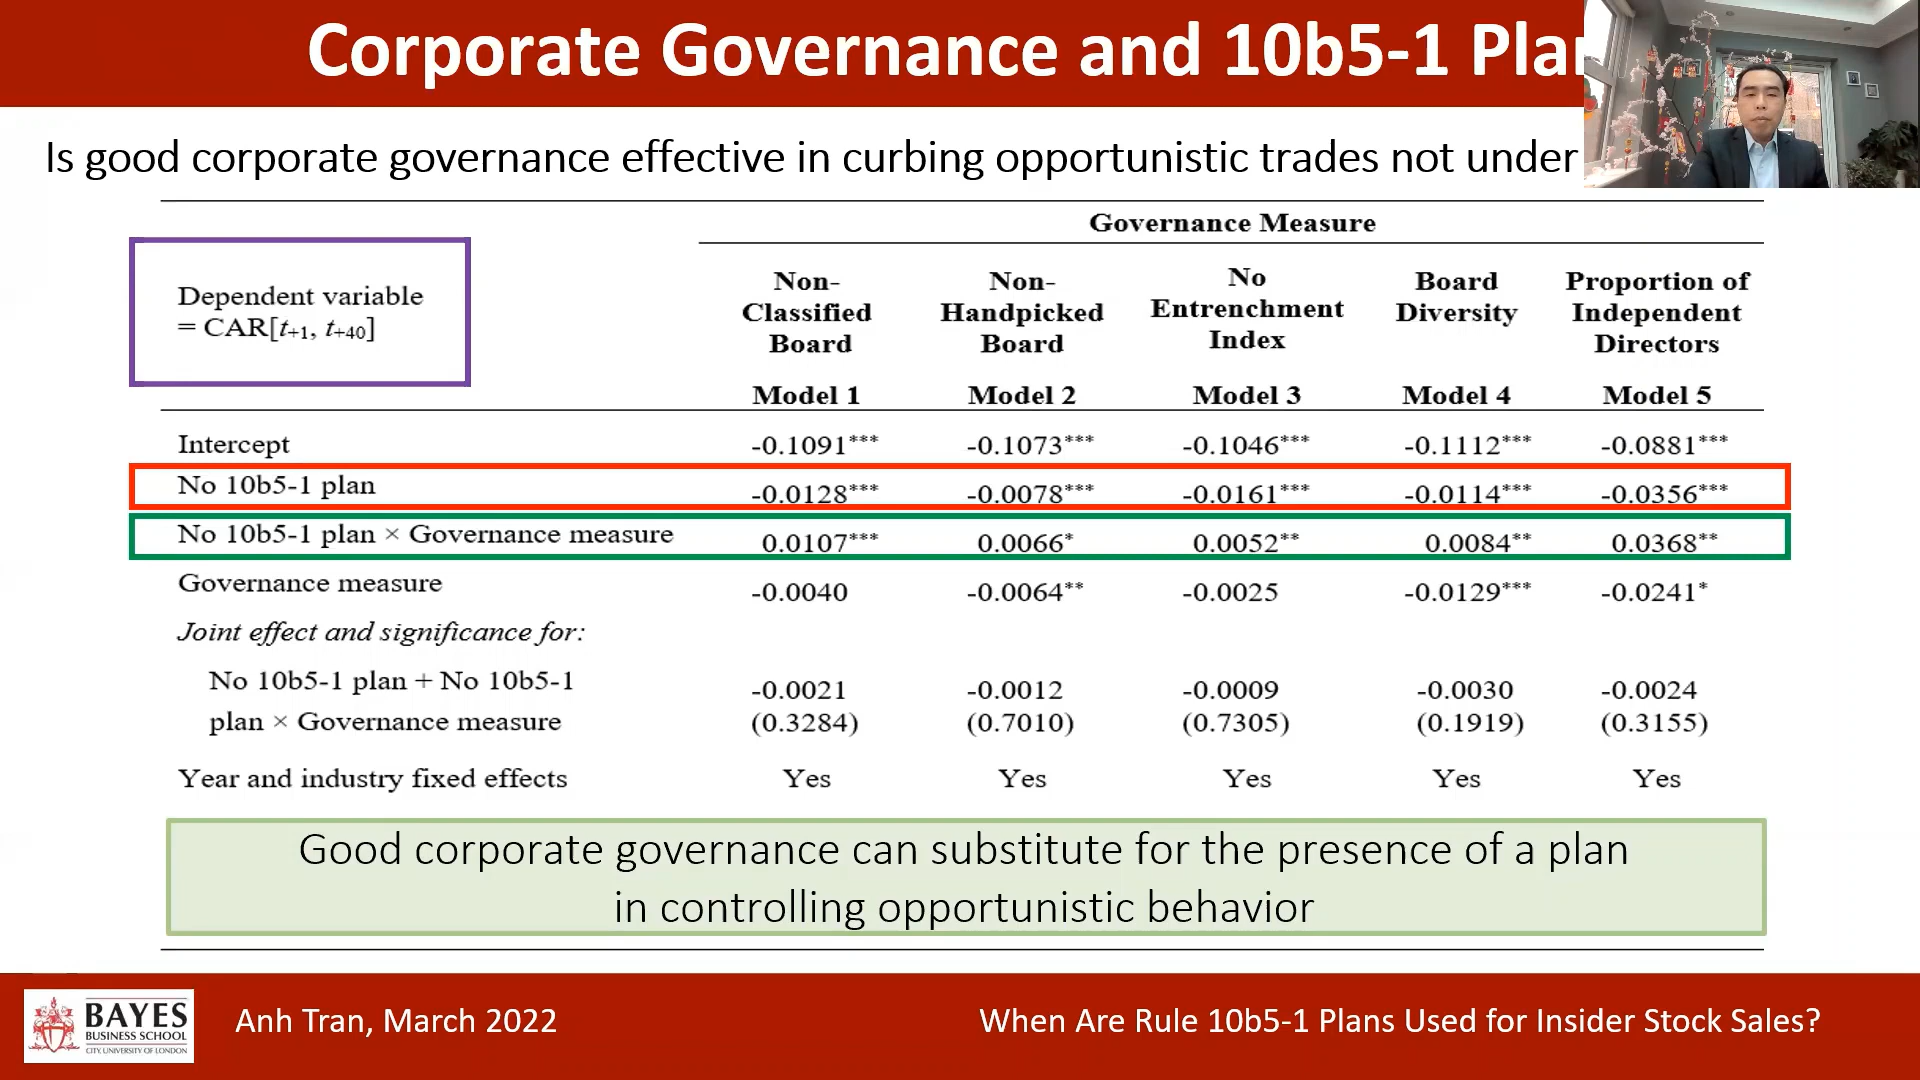 Corporate Governance and 10b5-1
Is good corporate governance effective in curbing opportunistic trades not under
Governance Measure
Dependent variable
= CAR[t+1, t+40]
Non-
Classified
Board
Non-
Handpicked
Board
No
Entrenchment
Index
Board
Diversity
Proportion of
Independent
Directors
Model 1 Model 2 Model 3 Model 4 Model 5
Intercept -0.1091*** -0.1073*** -0.1046*** -0.1112*** -0.0881***
No 10b5-1 plan -0.0128*** -0.0078*** -0.0161*** -0.0114*** -0.0356***
No 10b5-1 plan × Governance measure 0.0107*** 0.0066* 0.0052** 0.0084** 0.0368**
Governance measure -0.0040 -0.0064** -0.0025 -0.0129*** -0.0241*
Joint effect and significance for:
No 10b5-1 plan + No 10b5-1 -0.0021 -0.0012 -0.0009 -0.0030 -0.0024
plan × Governance measure (0.3284) (0.7010) (0.7305) (0.1919) (0.3155)
Year and industry fixed effects Yes Yes Yes Yes Yes
Good corporate governance can substitute for the presence of a plan
in controlling opportunistic behavior
BAYES
BUSINESS SCHOOL
CITY, UNIVERSITY OF LONDON
Anh Tran, March 2022
When Are Rule 10b5-1 Plans Used for Insider Stock Sales?